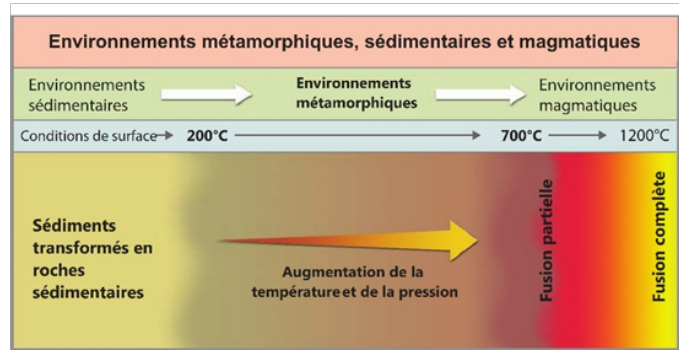 Environnements métamorphiques, sédimentaires et magmatiques
Environnements
sédimentaires
Environnements
métamorphiques
Environnements
magmatiques
Conditions de surface
200°C
700°C
1200°C
Sédiments
transformés en
roches
sédimentaires
Augmentation de la
température et de la pression
Fusion partielle
Fusion complète